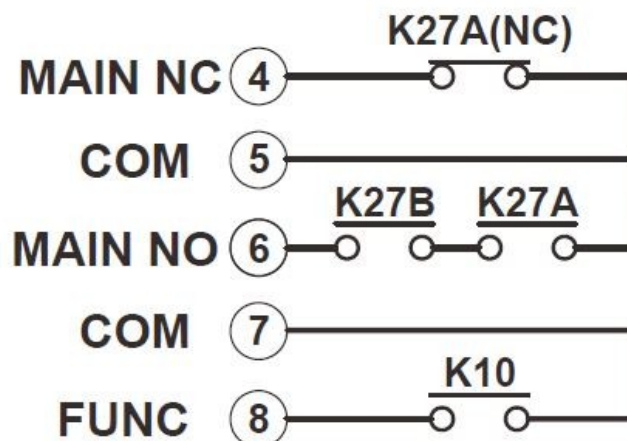 K27A(NC)
MAIN NC 4
COM 5
K27B K27A
MAIN NO 6
COM 7
K10
FUNC 8